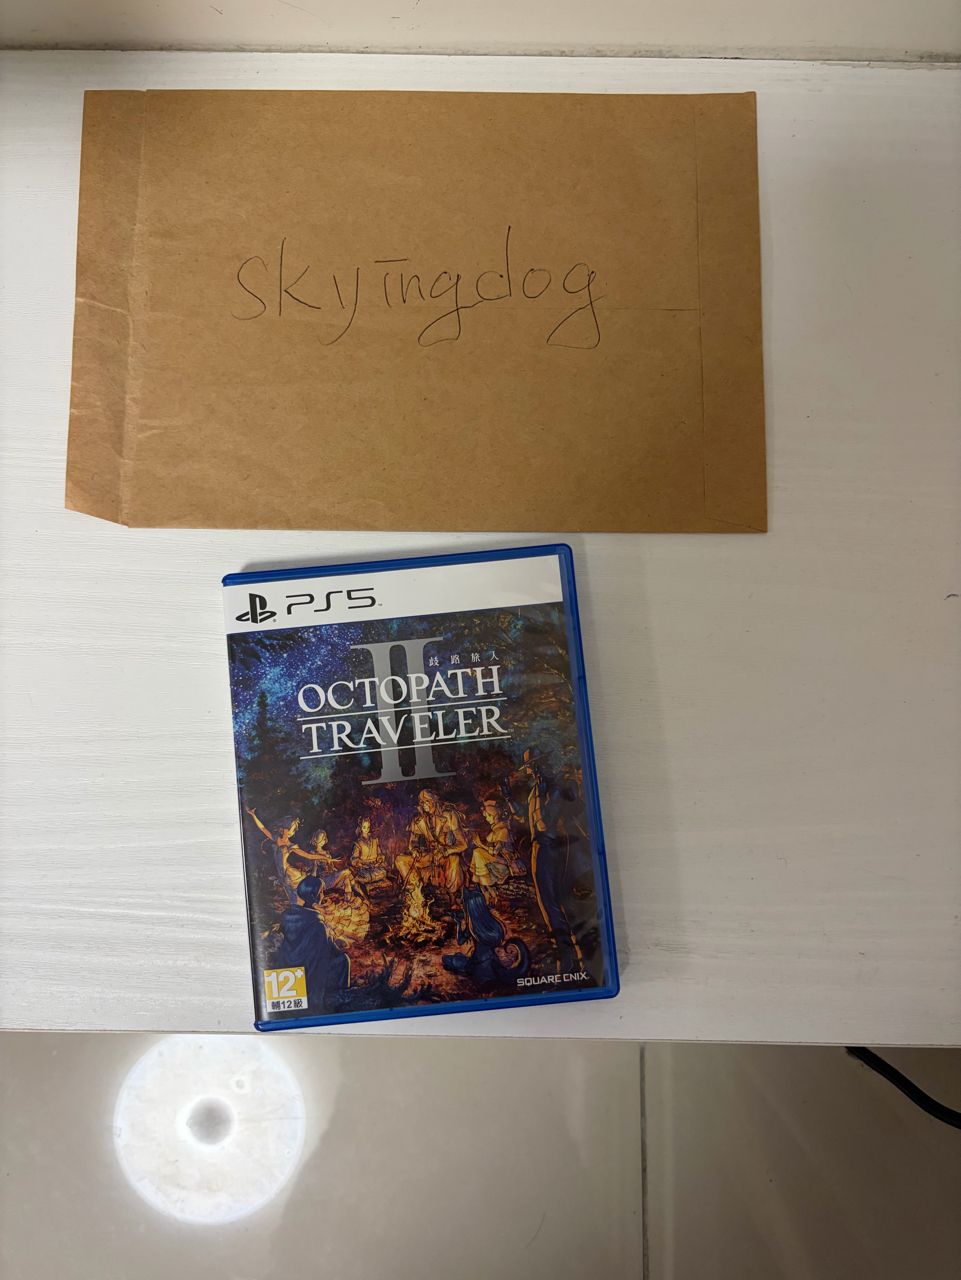 skyingdog
PS5
歧路旅人
OCTOPATH
TRAVELER
II
12+
輔12級
SQUARE ENIX